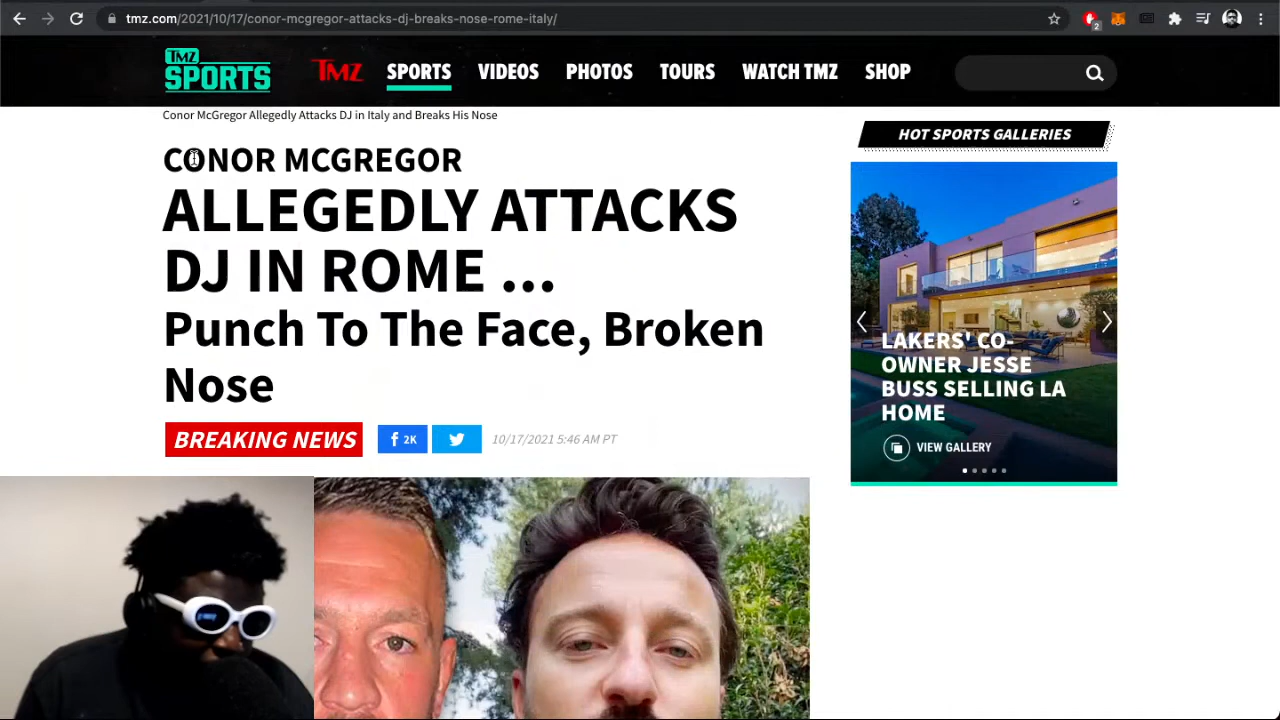 tmz.com/2021/10/17/conor-mcgregor-attacks-dj-breaks-nose-rome-italy/
2
TMZ
SPORTS
TMZ
SPORTS
VIDEOS
PHOTOS
TOURS
WATCH TMZ
SHOP
Conor McGregor Allegedly Attacks DJ in Italy and Breaks His Nose
CONOR MCGREGOR
ALLEGEDLY ATTACKS
DJ IN ROME ...
Punch To The Face, Broken
Nose
BREAKING NEWS
f 2K
10/17/2021 5:46 AM PT
HOT SPORTS GALLERIES
LAKERS' CO-
OWNER JESSE
BUSS SELLING LA
HOME
VIEW GALLERY